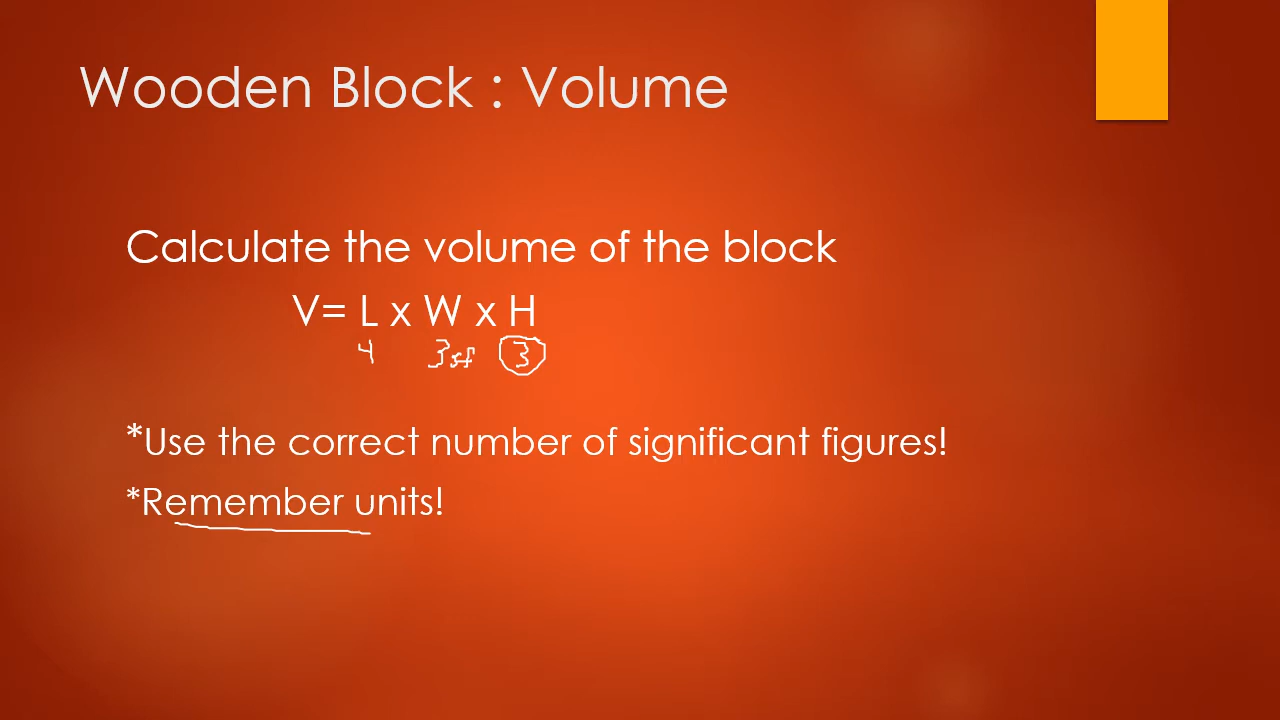 Wooden Block : Volume
Calculate the volume of the block
V= L x W x H
4 3sf 3
*Use the correct number of significant figures!
*Remember units!